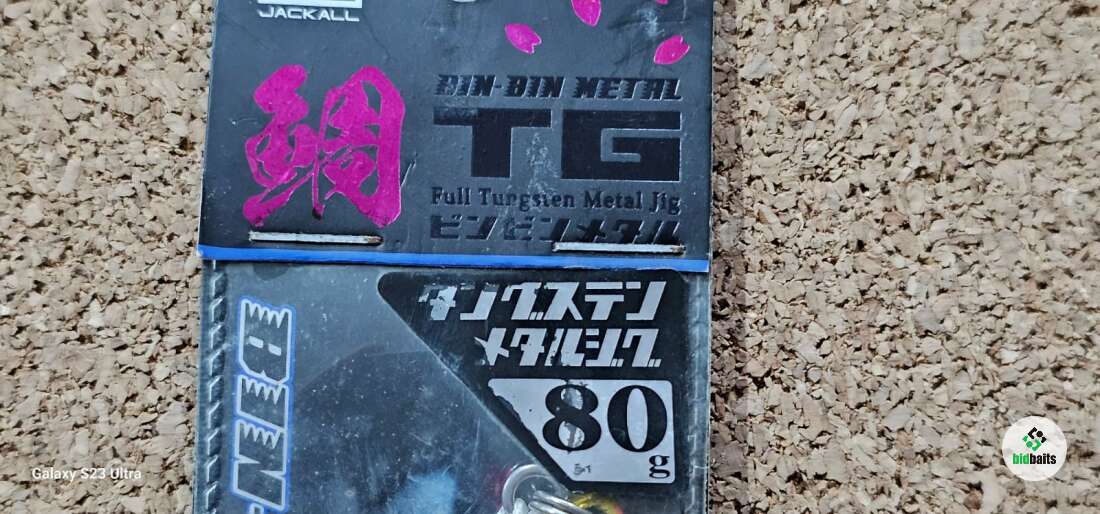 JACKALL
鯛
BIN-BIN METAL
TG
Full Tungsten Metal Jig
ビンビンメタル
タングステン
メタルジグ
80g
Galaxy S23 Ultra
bidbaits